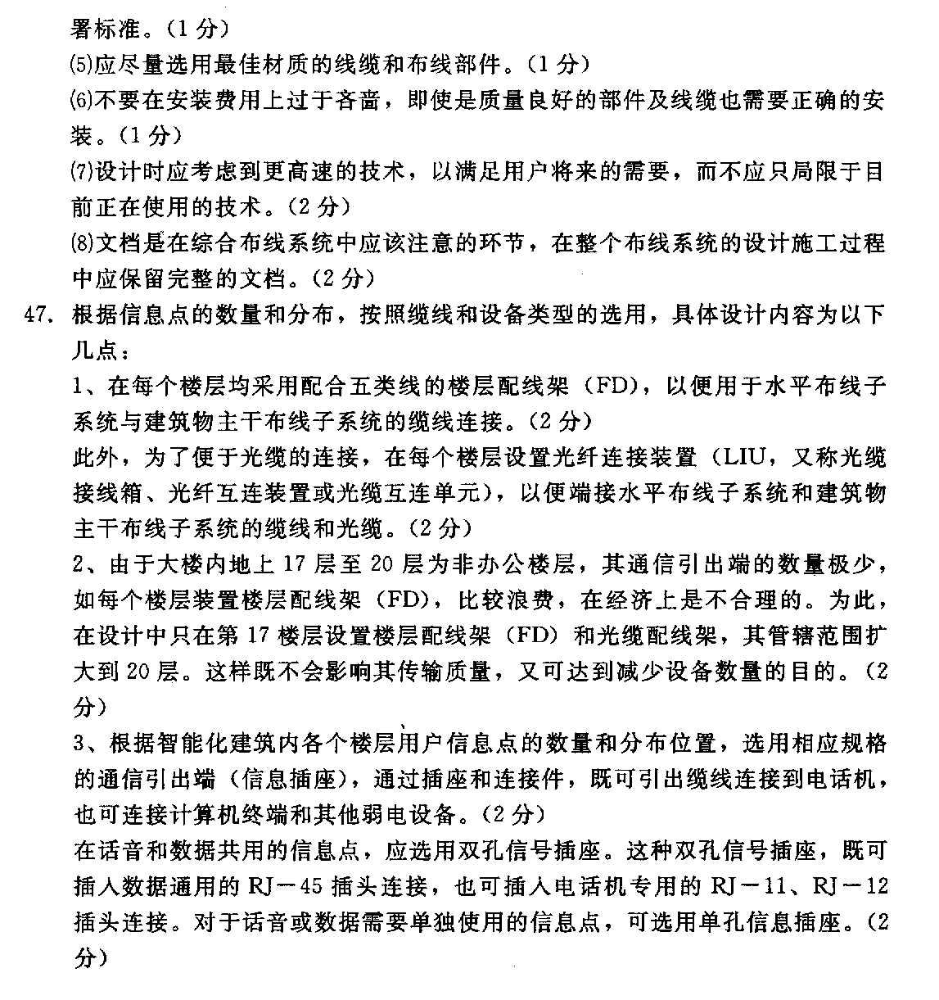 署标准。（1 分）
⑸应尽量选用最佳材质的线缆和布线部件。（1 分）
⑹不要在安装费用上过于吝啬，即使是质量良好的部件及线缆也需要正确的安
装。（1 分）
⑺设计时应考虑到更高速的技术，以满足用户将来的需要，而不应只局限于目
前正在使用的技术。（2 分）
⑻文档是在综合布线系统中应该注意的环节，在整个布线系统的设计施工过程
中应保留完整的文档。（2 分）
47. 根据信息点的数量和分布，按照缆线和设备类型的选用，具体设计内容为以下
几点：
1、在每个楼层均采用配合五类线的楼层配线架（FD），以便用于水平布线子
系统与建筑物主干布线子系统的缆线连接。（2 分）
此外，为了便于光缆的连接，在每个楼层设置光纤连接装置（LIU，又称光缆
接线箱、光纤互连装置或光缆互连单元），以便端接水平布线子系统和建筑物
主干布线子系统的缆线和光缆。（2 分）
2、由于大楼内地上 17 层至 20 层为非办公楼层，其通信引出端的数量极少，
如每个楼层装置楼层配线架（FD），比较浪费，在经济上是不合理的。为此，
在设计中只在第 17 楼层设置楼层配线架（FD）和光缆配线架，其管辖范围扩
大到 20 层。这样既不会影响其传输质量，又可达到减少设备数量的目的。（2
分）
3、根据智能化建筑内各个楼层用户信息点的数量和分布位置，选用相应规格
的通信引出端（信息插座），通过插座和连接件，既可引出缆线连接到电话机，
也可连接计算机终端和其他弱电设备。（2 分）
在话音和数据共用的信息点，应选用双孔信号插座。这种双孔信号插座，既可
插入数据通用的 RJ－45 插头连接，也可插入电话机专用的 RJ－11、RJ－12
插头连接。对于话音或数据需要单独使用的信息点，可选用单孔信息插座。（2
分）